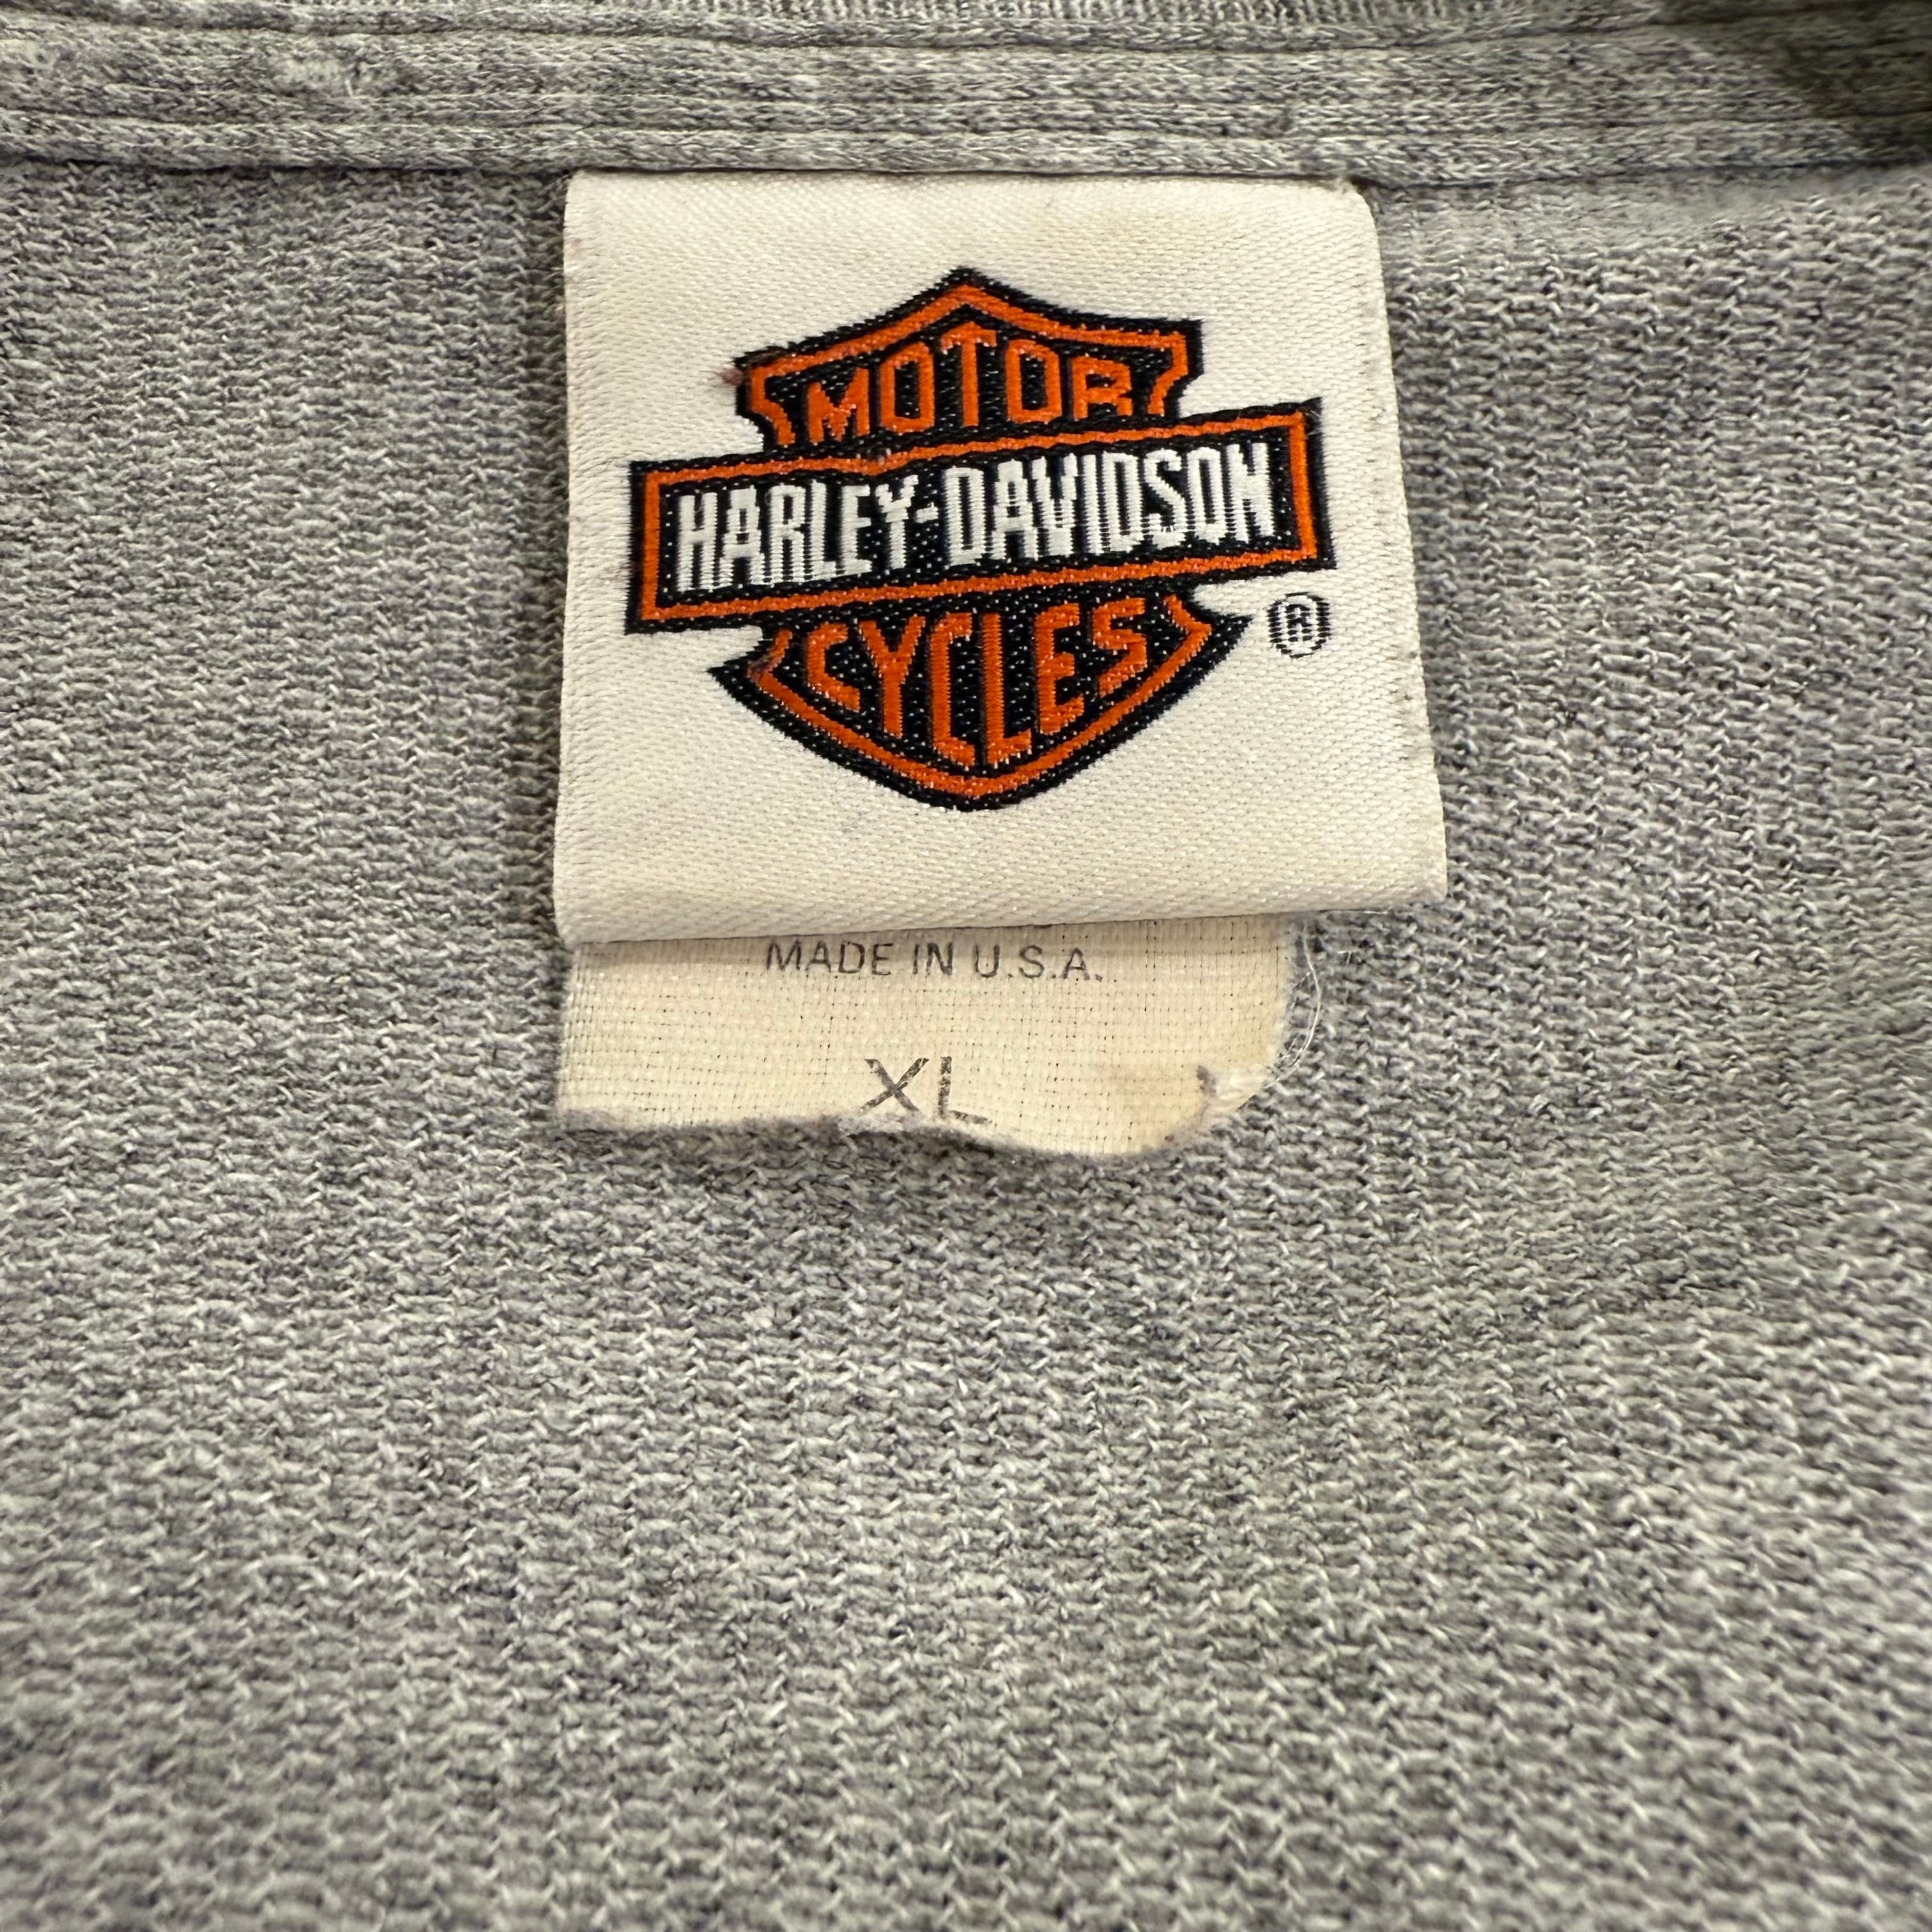 MOTOR
HARLEY-DAVIDSON
CYCLES
®
MADE IN U.S.A.
XL